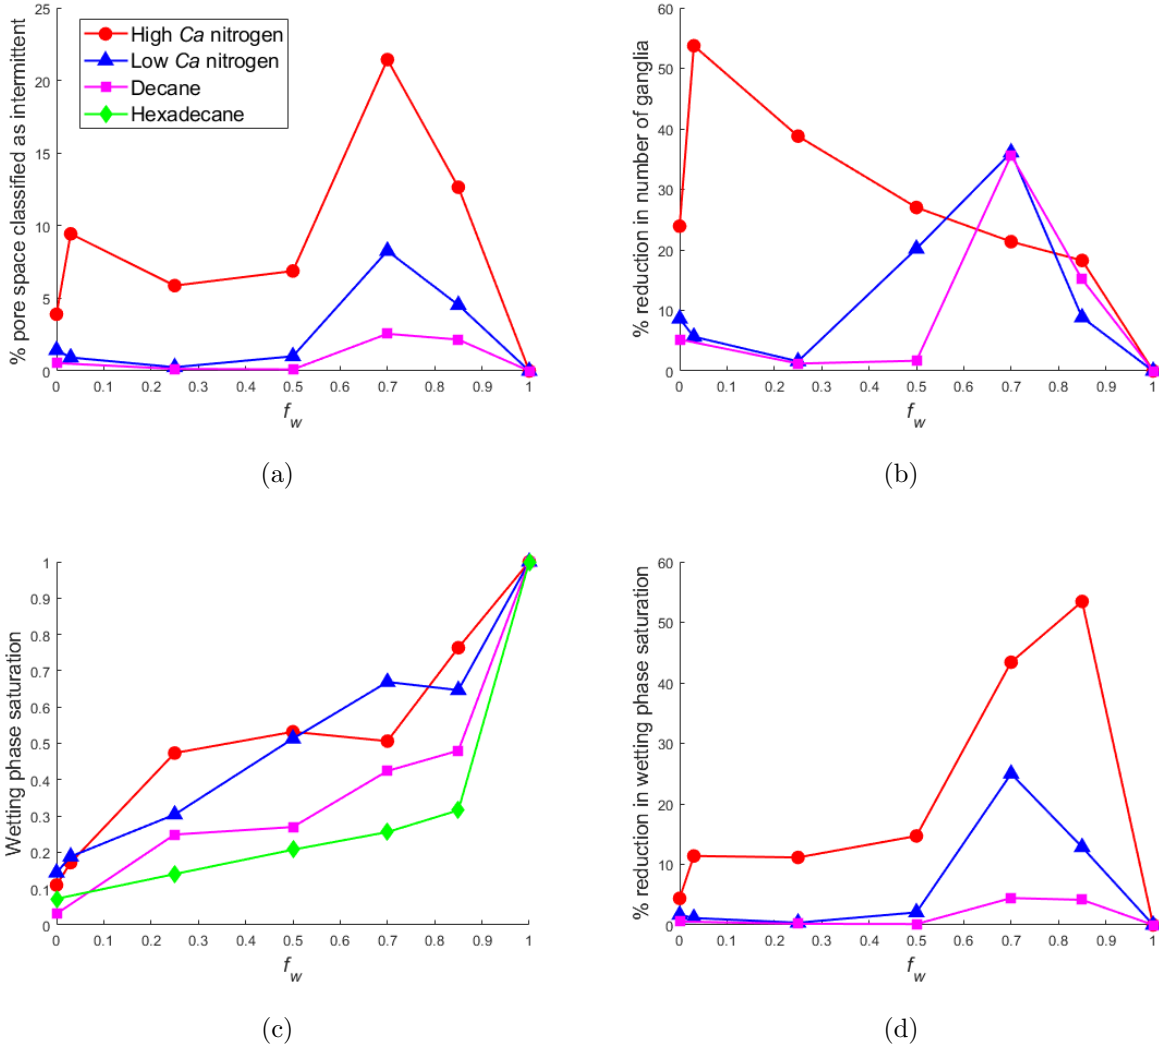 25
20
15
10
5
0
% pore space classified as intermittent
High Ca nitrogen
Low Ca nitrogen
Decane
Hexadecane
0 0.1 0.2 0.3 0.4 0.5 0.6 0.7 0.8 0.9 1
f_w
(a)
60
50
40
30
20
10
0
% reduction in number of ganglia
0 0.1 0.2 0.3 0.4 0.5 0.6 0.7 0.8 0.9 1
f_w
(b)
1
0.9
0.8
0.7
0.6
0.5
0.4
0.3
0.2
0.1
0
Wetting phase saturation
0 0.1 0.2 0.3 0.4 0.5 0.6 0.7 0.8 0.9 1
f_w
(c)
60
50
40
30
20
10
0
% reduction in wetting phase saturation
0 0.1 0.2 0.3 0.4 0.5 0.6 0.7 0.8 0.9 1
f_w
(d)